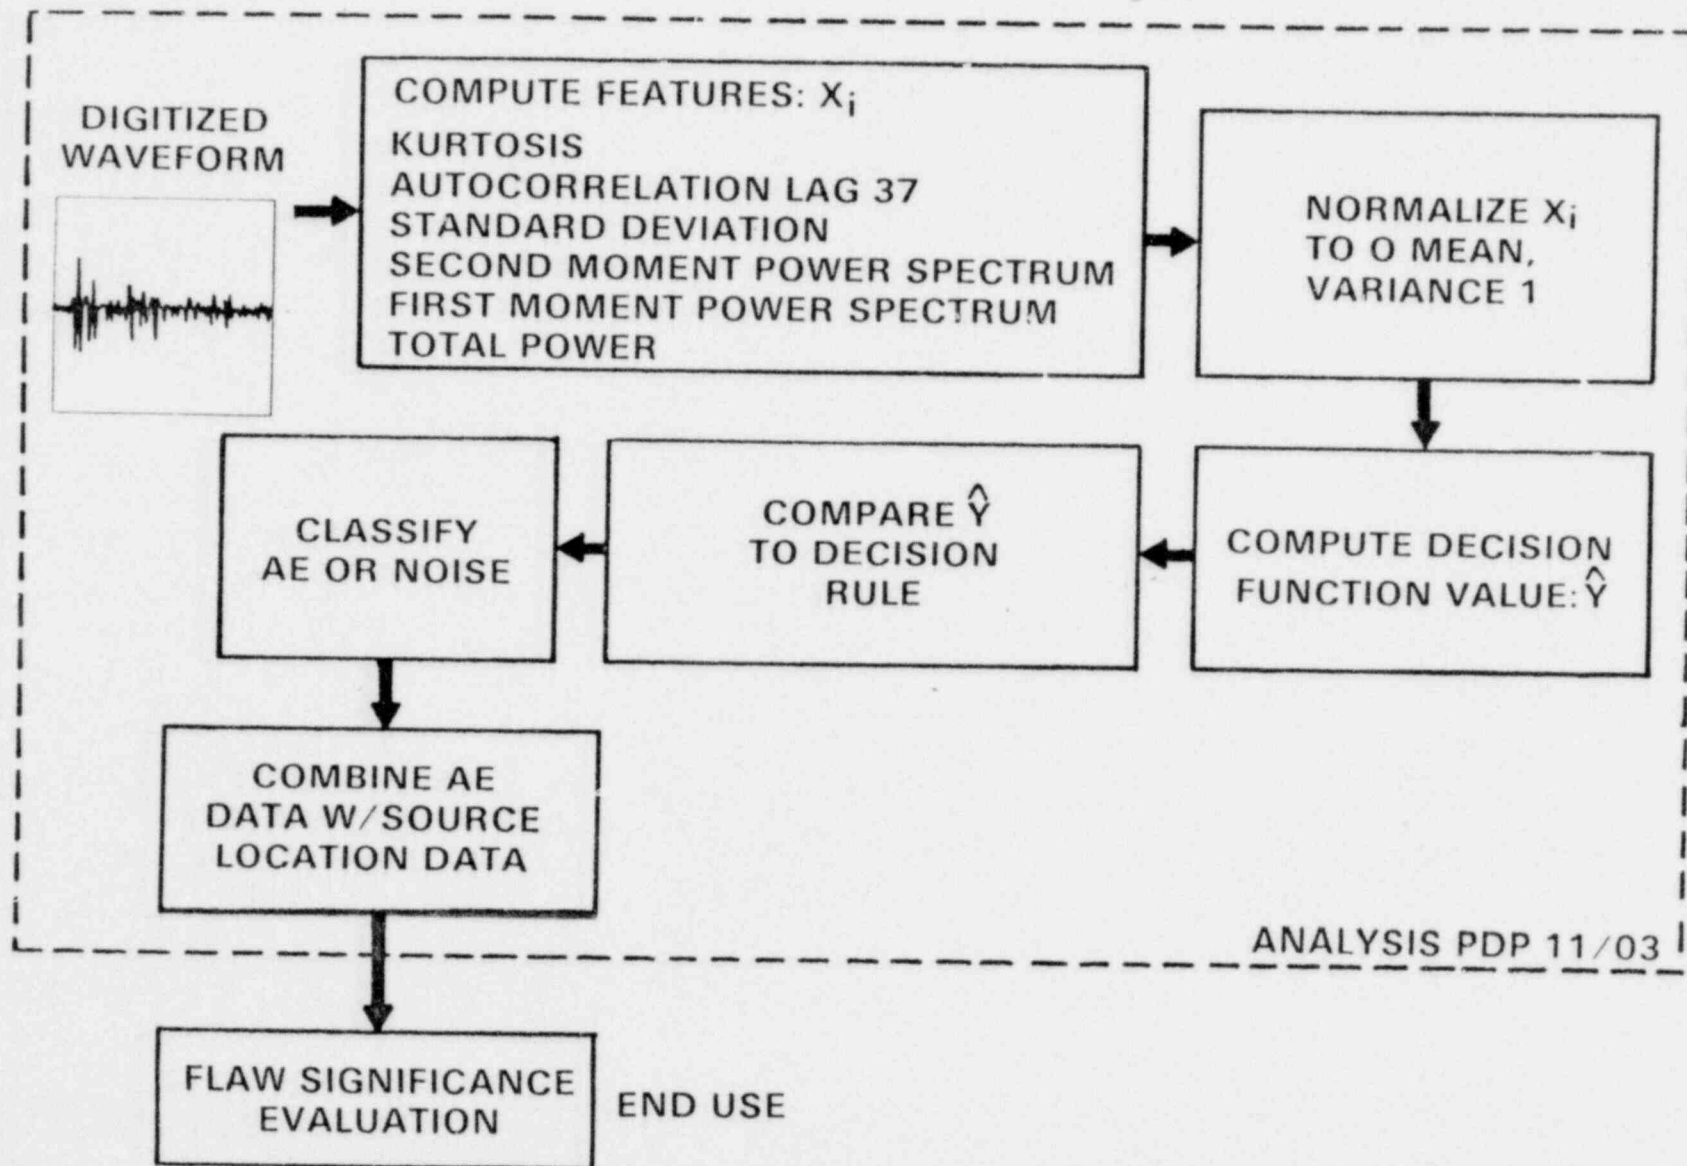 DIGITIZED
WAVEFORM
COMPUTE FEATURES: Xi
KURTOSIS
AUTOCORRELATION LAG 37
STANDARD DEVIATION
SECOND MOMENT POWER SPECTRUM
FIRST MOMENT POWER SPECTRUM
TOTAL POWER
NORMALIZE Xi
TO O MEAN,
VARIANCE 1
COMPUTE DECISION
FUNCTION VALUE: Ŷ
COMPARE Ŷ
TO DECISION
RULE
CLASSIFY
AE OR NOISE
COMBINE AE
DATA W/SOURCE
LOCATION DATA
ANALYSIS PDP 11/03
FLAW SIGNIFICANCE
EVALUATION
END USE